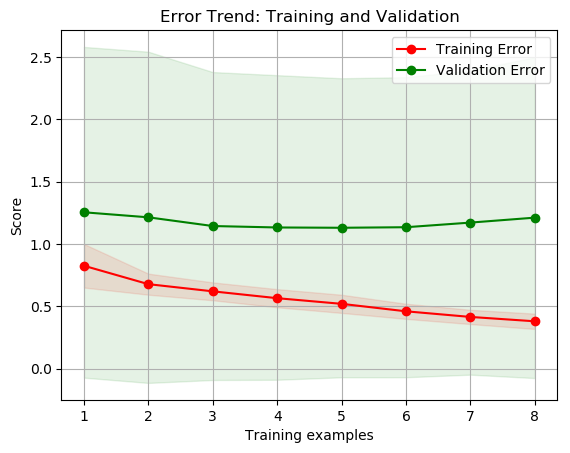 Error Trend: Training and Validation
Training Error
Validation Error
2.5
2.0
1.5
1.0
0.5
0.0
Score
1 2 3 4 5 6 7 8
Training examples